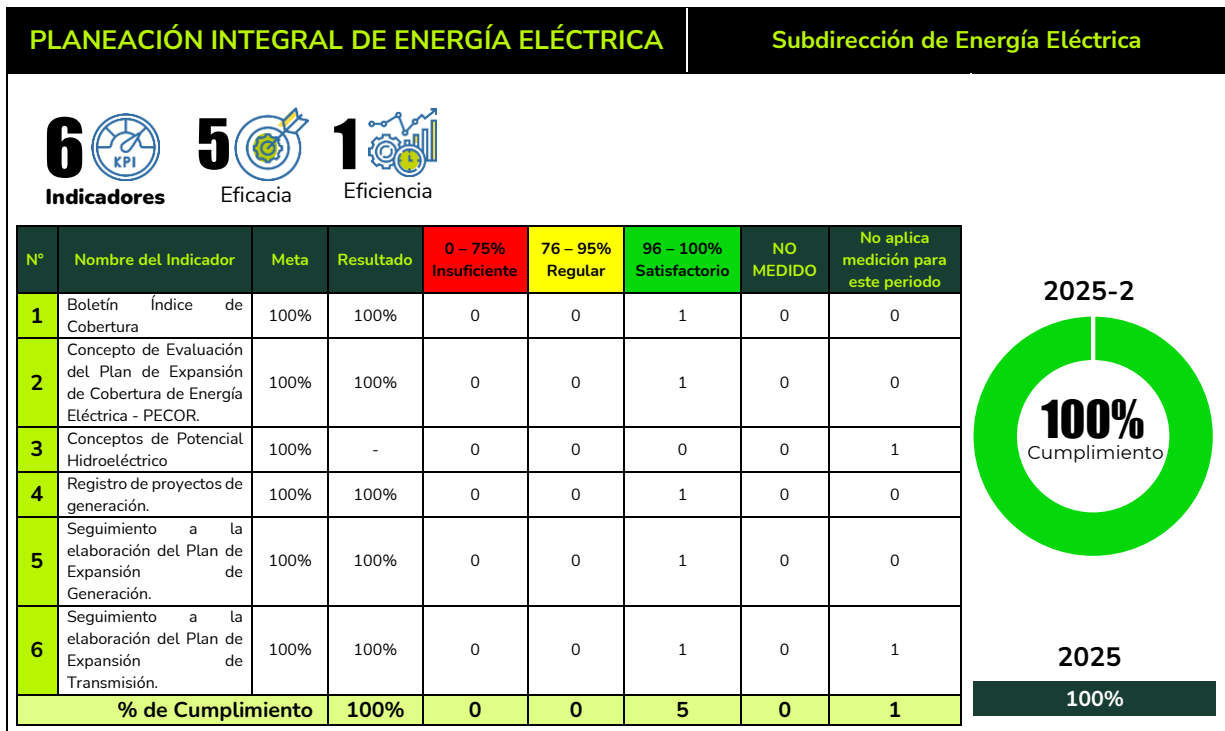 PLANEACIÓN INTEGRAL DE ENERGÍA ELÉCTRICA
Subdirección de Energía Eléctrica
6
KPI
Indicadores
5
Eficacia
1
Eficiencia
N° Nombre del Indicador Meta Resultado 0 – 75% Insuficiente 76 – 95% Regular 96 – 100% Satisfactorio NO MEDIDO No aplica medición para este periodo
1 Boletín Índice de Cobertura 100% 100% 0 0 1 0 0
2 Concepto de Evaluación del Plan de Expansión de Cobertura de Energía Eléctrica - PECOR. 100% 100% 0 0 1 0 0
3 Conceptos de Potencial Hidroeléctrico 100% - 0 0 0 0 1
4 Registro de proyectos de generación. 100% 100% 0 0 1 0 0
5 Seguimiento a la elaboración del Plan de Expansión de Generación. 100% 100% 0 0 1 0 0
6 Seguimiento a la elaboración del Plan de Expansión de Transmisión. 100% 100% 0 0 1 0 1
% de Cumplimiento 100% 0 0 5 0 1
2025-2
100%
Cumplimiento
2025
100%